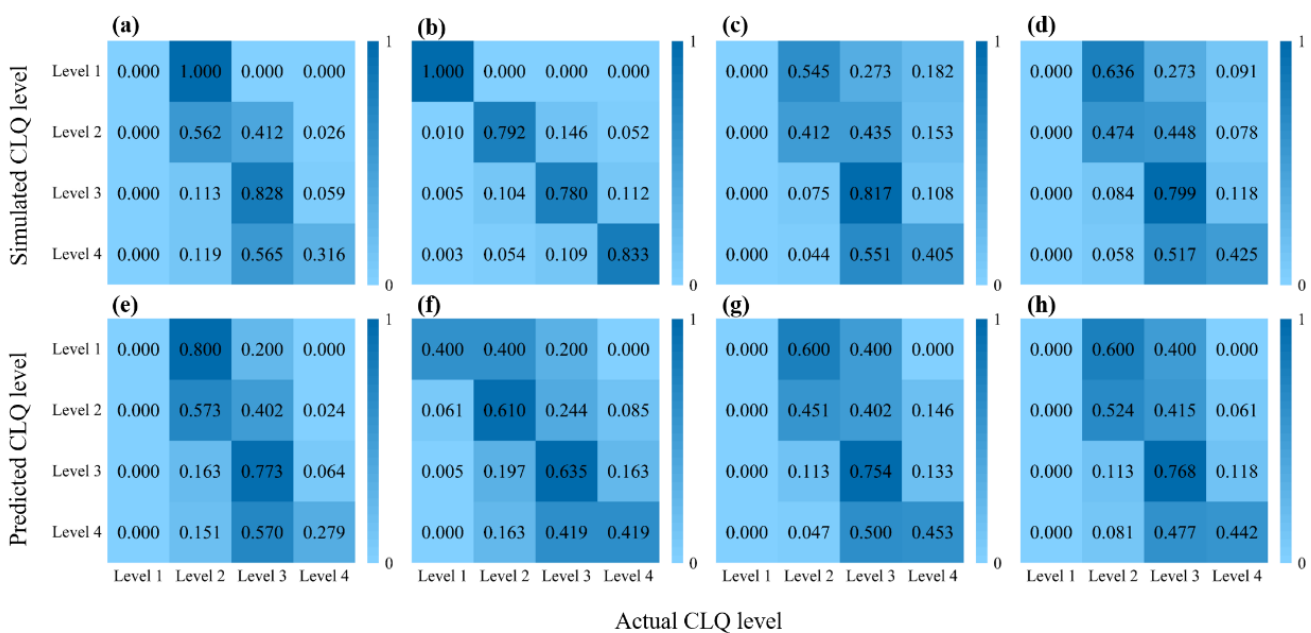 (a) (b) (c) (d)
Simulated CLQ level
1 1 1 1
Level 1 0.000 1.000 0.000 0.000 1.000 0.000 0.000 0.000 0.000 0.545 0.273 0.182 0.000 0.636 0.273 0.091
Level 2 0.000 0.562 0.412 0.026 0.010 0.792 0.146 0.052 0.000 0.412 0.435 0.153 0.000 0.474 0.448 0.078
Level 3 0.000 0.113 0.828 0.059 0.005 0.104 0.780 0.112 0.000 0.075 0.817 0.108 0.000 0.084 0.799 0.118
Level 4 0.000 0.119 0.565 0.316 0.003 0.054 0.109 0.833 0.000 0.044 0.551 0.405 0.000 0.058 0.517 0.425
0 0 0 0
(e) (f) (g) (h)
Predicted CLQ level
1 1 1 1
Level 1 0.000 0.800 0.200 0.000 0.400 0.400 0.200 0.000 0.000 0.600 0.400 0.000 0.000 0.600 0.400 0.000
Level 2 0.000 0.573 0.402 0.024 0.061 0.610 0.244 0.085 0.000 0.451 0.402 0.146 0.000 0.524 0.415 0.061
Level 3 0.000 0.163 0.773 0.064 0.005 0.197 0.635 0.163 0.000 0.113 0.754 0.133 0.000 0.113 0.768 0.118
Level 4 0.000 0.151 0.570 0.279 0.000 0.163 0.419 0.419 0.000 0.047 0.500 0.453 0.000 0.081 0.477 0.442
0 0 0 0
Level 1 Level 2 Level 3 Level 4 Level 1 Level 2 Level 3 Level 4 Level 1 Level 2 Level 3 Level 4 Level 1 Level 2 Level 3 Level 4
Actual CLQ level